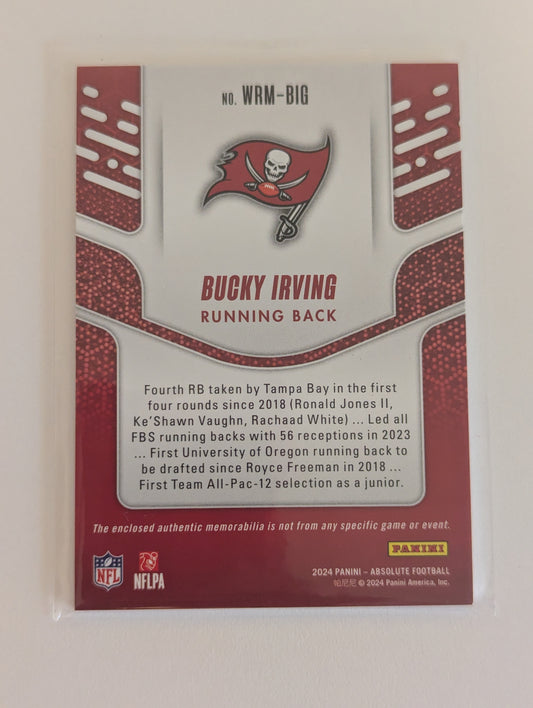 NO. WRM-BIG
BUCKY IRVING
RUNNING BACK
Fourth RB taken by Tampa Bay in the first
four rounds since 2018 (Ronald Jones II,
Ke'Shawn Vaughn, Rachaad White) ... Led all
FBS running backs with 56 receptions in 2023
... First University of Oregon running back to
be drafted since Royce Freeman in 2018 ...
First Team All-Pac-12 selection as a junior.
The enclosed authentic memorabilia is not from any specific game or event.
PANINI
NFL
NFLPA
2024 PANINI – ABSOLUTE FOOTBALL
帕尼尼 © 2024 Panini America, Inc.